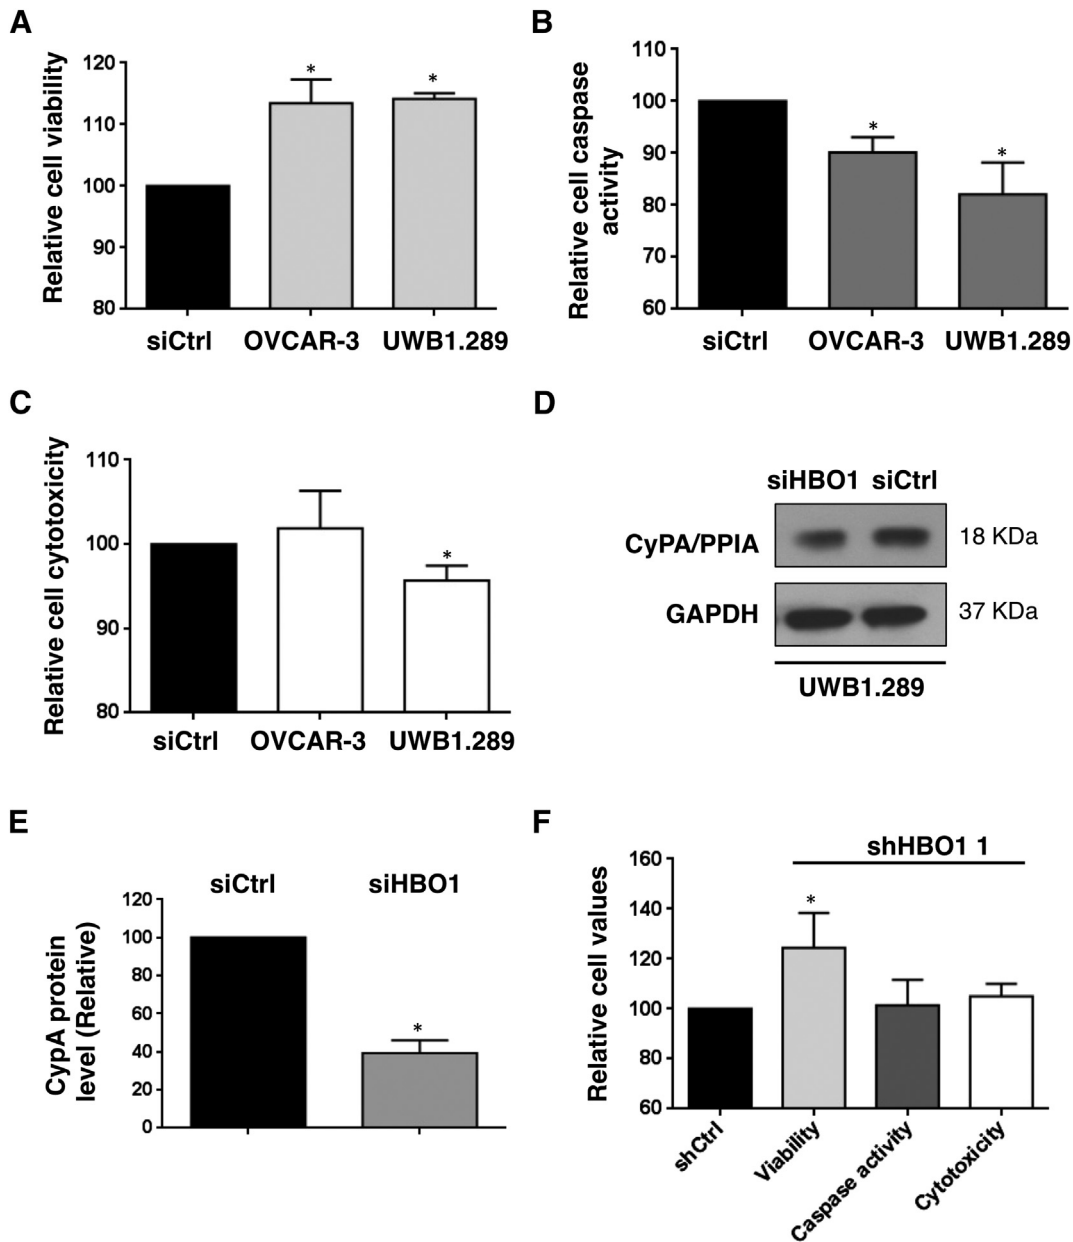 A
Relative cell viability
120
110
100
90
80
*
*
siCtrl OVCAR-3 UWB1.289
B
Relative cell caspase
activity
110
100
90
80
70
60
*
*
siCtrl OVCAR-3 UWB1.289
C
Relative cell cytotoxicity
110
100
90
80
*
siCtrl OVCAR-3 UWB1.289
D
siHBO1 siCtrl
CyPA/PPIA 18 KDa
GAPDH 37 KDa
UWB1.289
E
siCtrl siHBO1
CypA protein
level (Relative)
120
100
80
60
40
20
0
*
F
shHBO1 1
Relative cell values
160
140
120
100
80
60
*
shCtrl
Viability
Caspase activity
Cytotoxicity